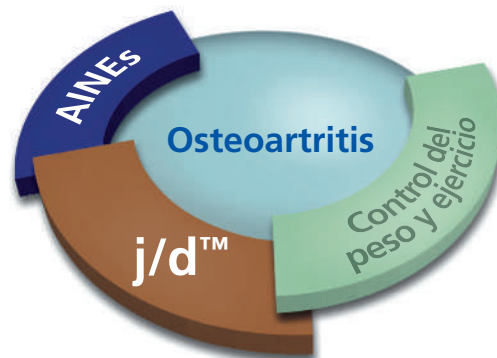 AINEs
Osteoartritis
Control del
peso y ejercicio
j/d™